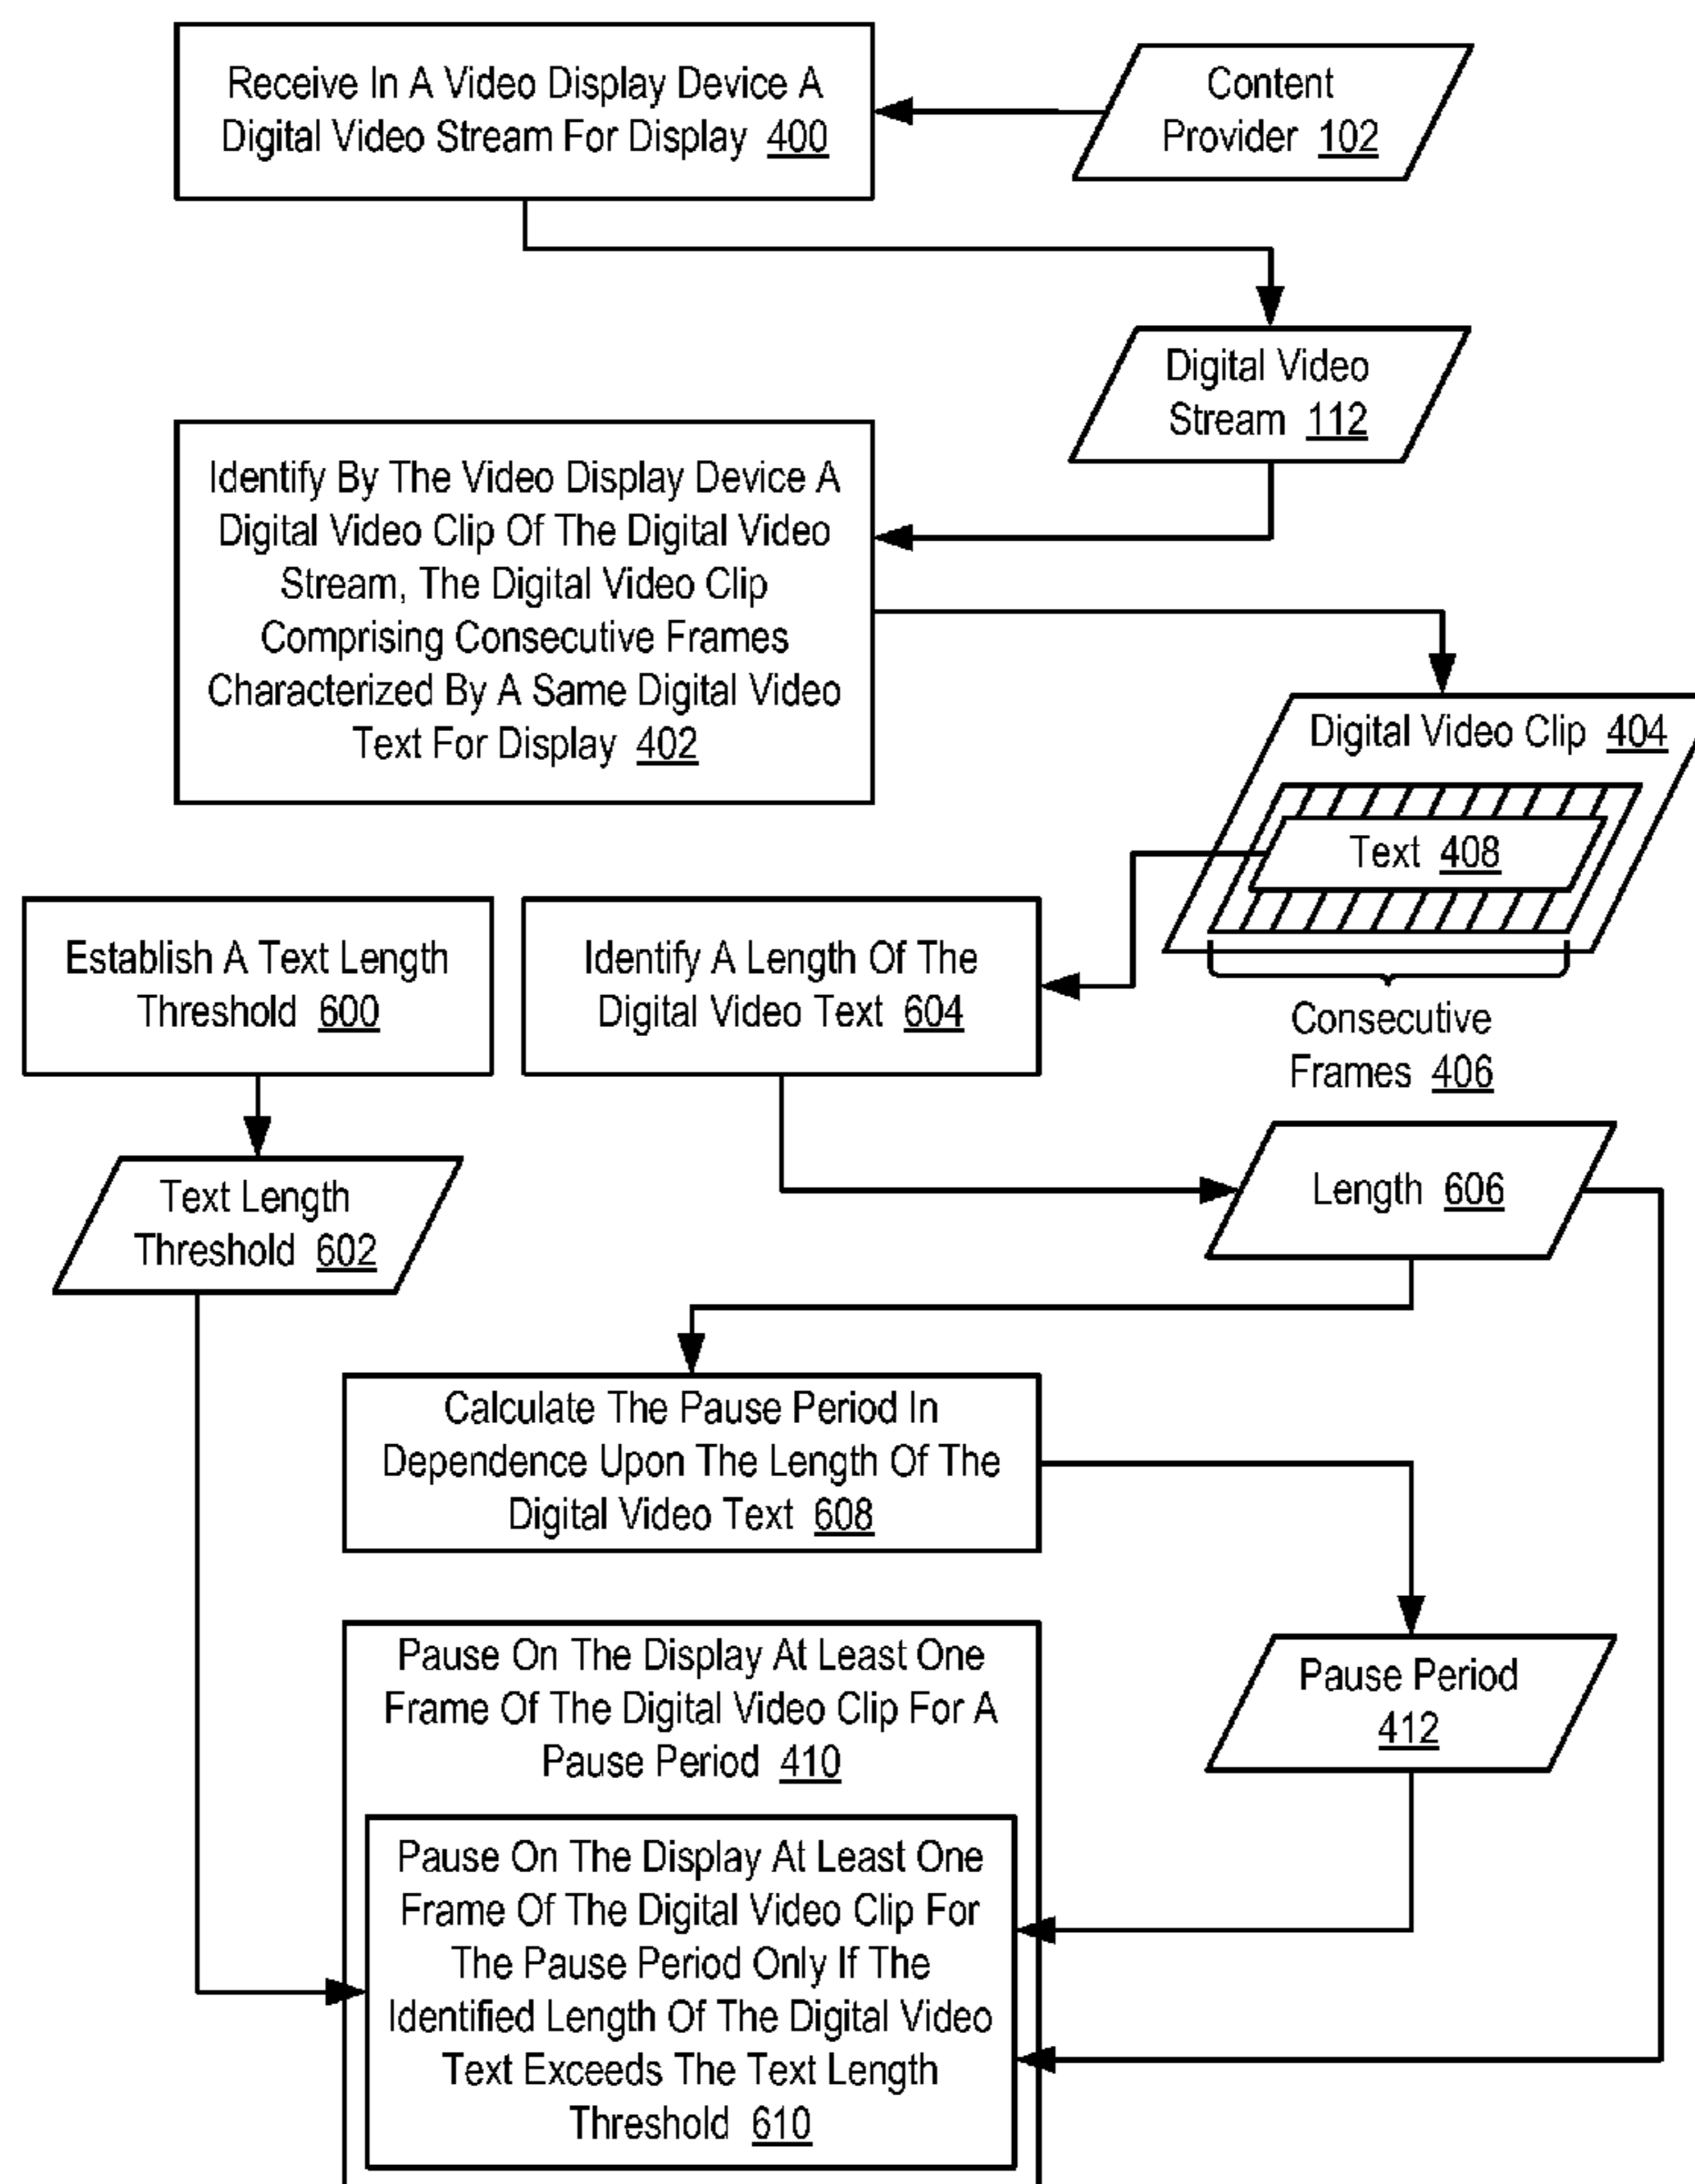 Receive In A Video Display Device A
Digital Video Stream For Display 400
Content
Provider 102
Digital Video
Stream 112
Identify By The Video Display Device A
Digital Video Clip Of The Digital Video
Stream, The Digital Video Clip
Comprising Consecutive Frames
Characterized By A Same Digital Video
Text For Display 402
Digital Video Clip 404
Text 408
Consecutive
Frames 406
Establish A Text Length
Threshold 600
Identify A Length Of The
Digital Video Text 604
Text Length
Threshold 602
Length 606
Calculate The Pause Period In
Dependence Upon The Length Of The
Digital Video Text 608
Pause Period
412
Pause On The Display At Least One
Frame Of The Digital Video Clip For A
Pause Period 410
Pause On The Display At Least One
Frame Of The Digital Video Clip For
The Pause Period Only If The
Identified Length Of The Digital Video
Text Exceeds The Text Length
Threshold 610